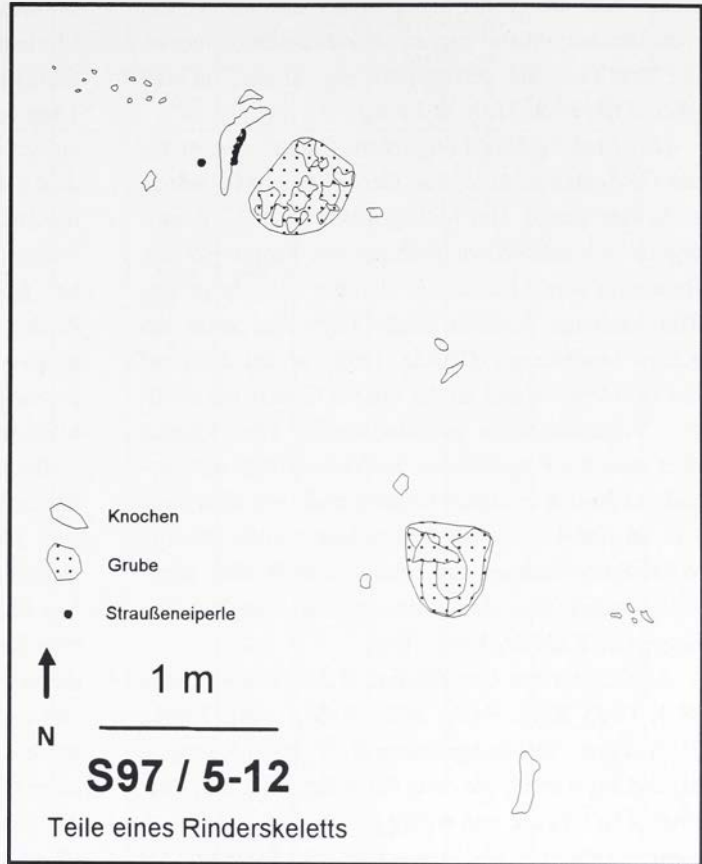 Knochen
Grube
Straußeneiperle
1 m
N
S97 / 5-12
Teile eines Rinderskeletts